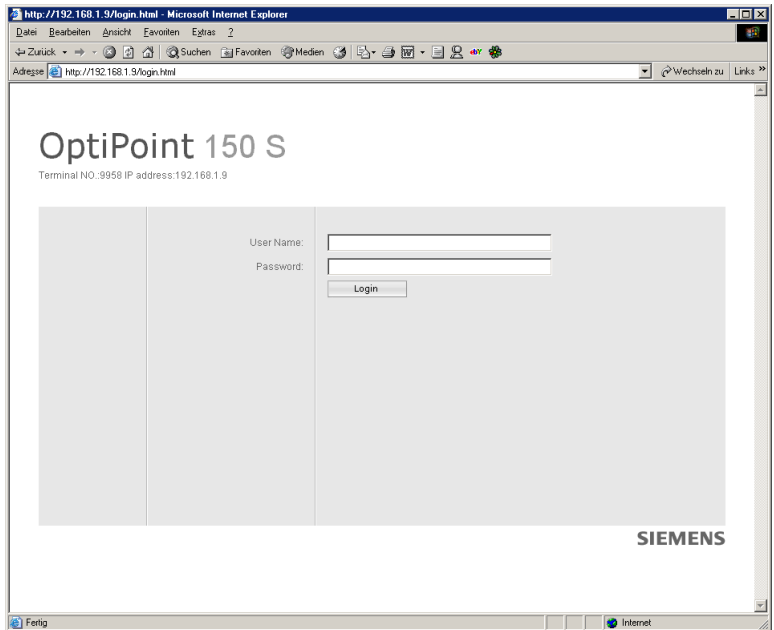 http://192.168.1.9/login.html - Microsoft Internet Explorer
Datei Bearbeiten Ansicht Favoriten Extras ?
Zurück Suchen Favoriten Medien W ebY
Adresse http://192.168.1.9/login.html Wechseln zu Links »
OptiPoint 150 S
Terminal NO.:9958 IP address:192.168.1.9
User Name:
Password:
Login
SIEMENS
Fertig Internet